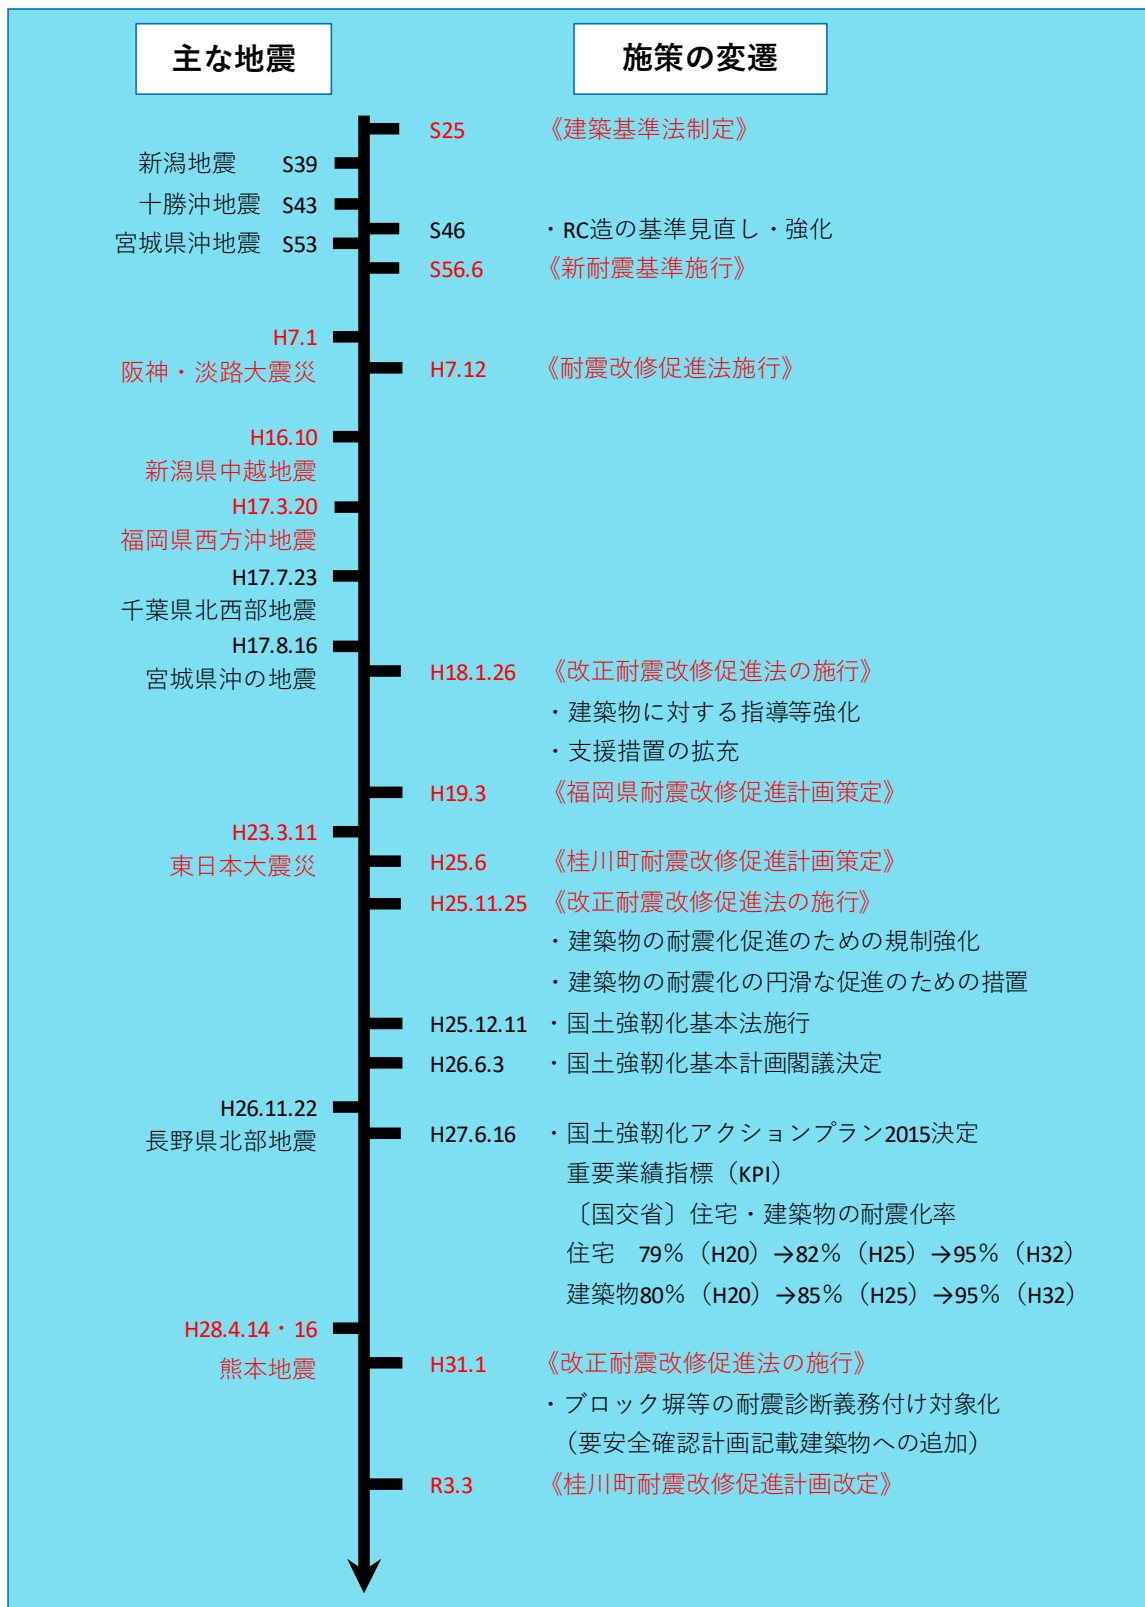 主な地震
施策の変遷
S25 《建築基準法制定》
新潟地震 S39
十勝沖地震 S43
S46 ・RC造の基準見直し・強化
宮城県沖地震 S53
S56.6 《新耐震基準施行》
H7.1
阪神・淡路大震災
H7.12 《耐震改修促進法施行》
H16.10
新潟県中越地震
H17.3.20
福岡県西方沖地震
H17.7.23
千葉県北西部地震
H17.8.16
宮城県沖の地震
H18.1.26 《改正耐震改修促進法の施行》
・建築物に対する指導等強化
・支援措置の拡充
H19.3 《福岡県耐震改修促進計画策定》
H23.3.11
東日本大震災
H25.6 《桂川町耐震改修促進計画策定》
H25.11.25 《改正耐震改修促進法の施行》
・建築物の耐震化促進のための規制強化
・建築物の耐震化の円滑な促進のための措置
H25.12.11 ・国土強靭化基本法施行
H26.6.3 ・国土強靭化基本計画閣議決定
H26.11.22
長野県北部地震
H27.6.16 ・国土強靭化アクションプラン2015決定
重要業績指標（KPI）
〔国交省〕住宅・建築物の耐震化率
住宅　79％（H20）→82％（H25）→95％（H32）
建築物80％（H20）→85％（H25）→95％（H32）
H28.4.14・16
熊本地震
H31.1 《改正耐震改修促進法の施行》
・ブロック塀等の耐震診断義務付け対象化
（要安全確認計画記載建築物への追加）
R3.3 《桂川町耐震改修促進計画改定》